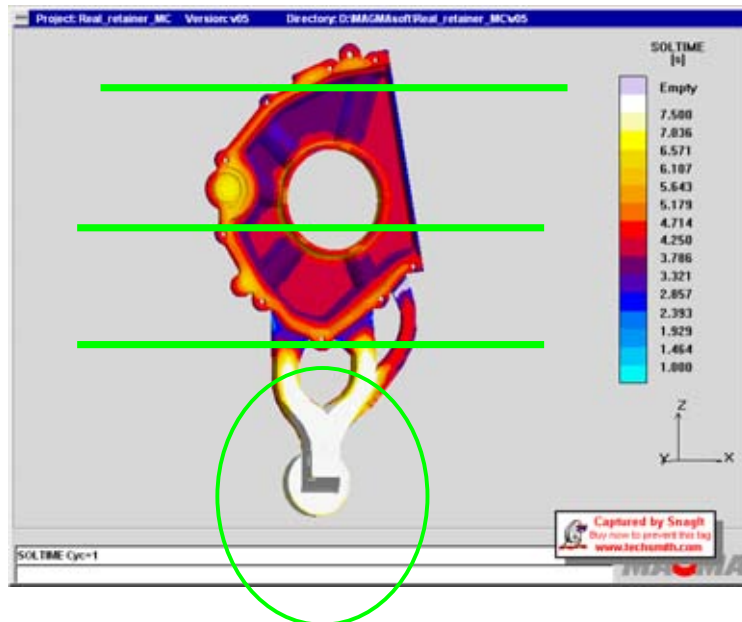 Project: Real_retainer_MC Version: v05 Directory: D:\MAGMAsoft\Real_retainer_MC\v05
SOLTIME
[s]
Empty
7.500
7.036
6.571
6.107
5.643
5.179
4.714
4.250
3.786
3.321
2.857
2.393
1.929
1.464
1.000
Z
Y
X
Captured by SnagIt
Buy now to prevent this tag
www.techsmith.com
SOLTIME Cyc=1
MAGMA